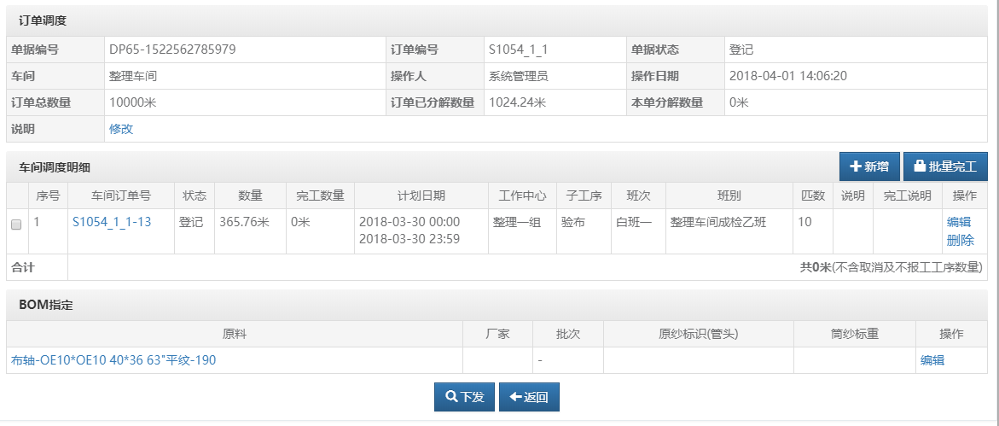 订单调度
单据编号 DP65-1522562785979 订单编号 S1054_1_1 单据状态 登记
车间 整理车间 操作人 系统管理员 操作日期 2018-04-01 14:06:20
订单总数量 10000米 订单已分解数量 1024.24米 本单分解数量 0米
说明 修改
车间调度明细 新增 批量完工
序号 车间订单号 状态 数量 完工数量 计划日期 工作中心 子工序 班次 班别 匹数 说明 完工说明 操作
1 S1054_1_1-13 登记 365.76米 0米 2018-03-30 00:00 整理一组 验布 白班一 整理车间成检乙班 10 编辑
2018-03-30 23:59 删除
合计 共0米(不含取消及不报工工序数量)
BOM指定
原料 厂家 批次 原纱标识(管头) 筒纱标重 操作
布轴-OE10*OE10 40*36 63"平纹-190 - 编辑
下发 返回